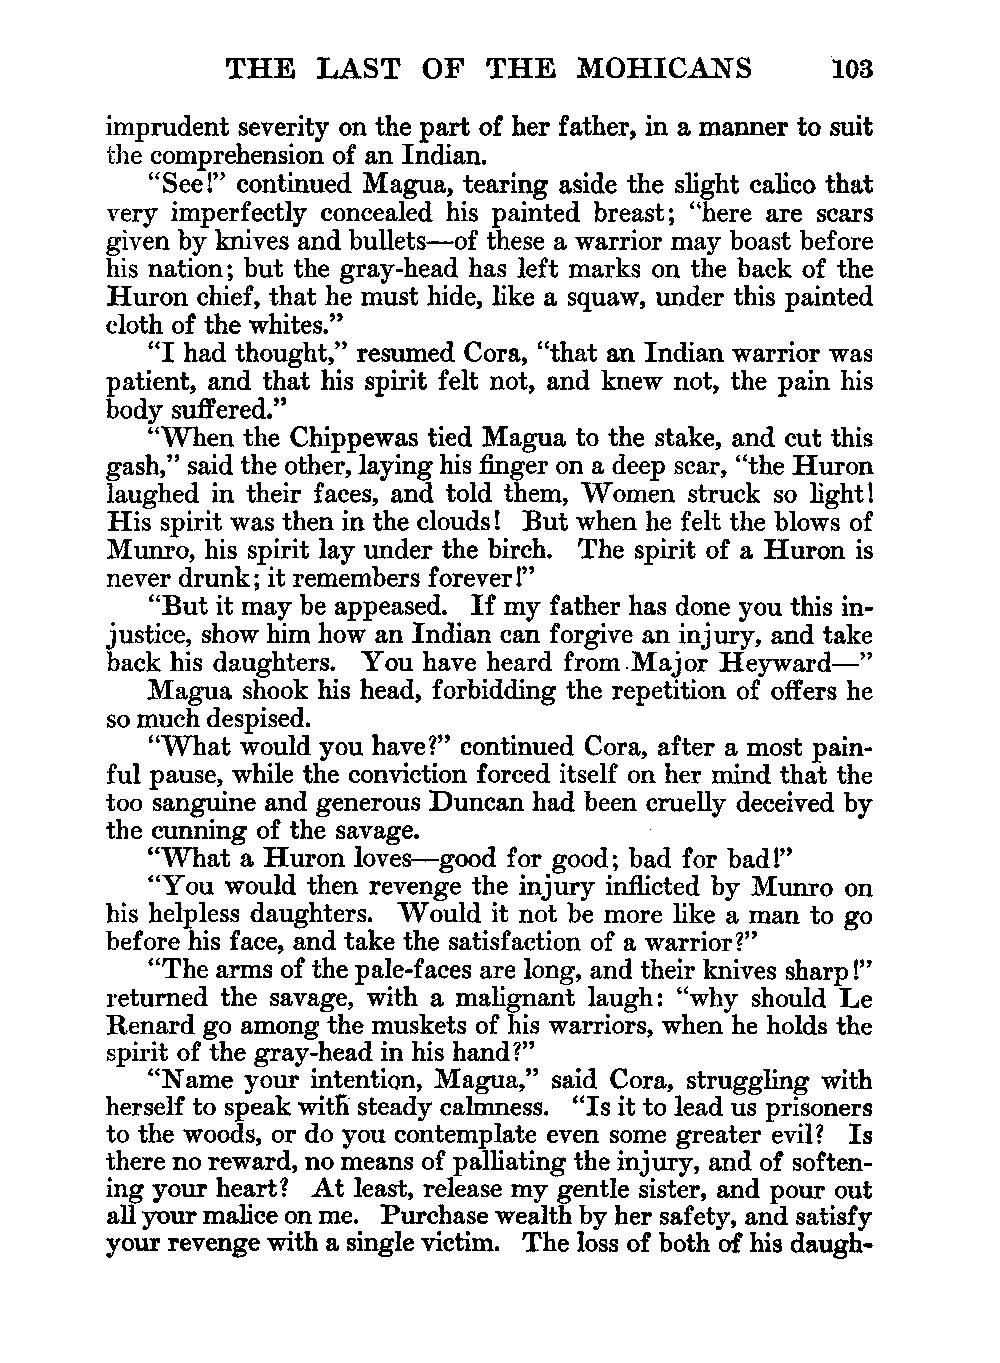 THE LAST OF THE MOHICANS 103
imprudent severity on the part of her father, in a manner to suit
the comprehension of an Indian.
“See!” continued Magua, tearing aside the slight calico that
very imperfectly concealed his painted breast; “here are scars
given by knives and bullets—of these a warrior may boast before
his nation; but the gray-head has left marks on the back of the
Huron chief, that he must hide, like a squaw, under this painted
cloth of the whites.”
“I had thought,” resumed Cora, “that an Indian warrior was
patient, and that his spirit felt not, and knew not, the pain his
body suffered.”
“When the Chippewas tied Magua to the stake, and cut this
gash,” said the other, laying his finger on a deep scar, “the Huron
laughed in their faces, and told them, Women struck so light!
His spirit was then in the clouds! But when he felt the blows of
Munro, his spirit lay under the birch. The spirit of a Huron is
never drunk; it remembers forever!”
“But it may be appeased. If my father has done you this in-
justice, show him how an Indian can forgive an injury, and take
back his daughters. You have heard from Major Heyward—”
Magua shook his head, forbidding the repetition of offers he
so much despised.
“What would you have?” continued Cora, after a most pain-
ful pause, while the conviction forced itself on her mind that the
too sanguine and generous Duncan had been cruelly deceived by
the cunning of the savage.
“What a Huron loves—good for good; bad for bad!”
“You would then revenge the injury inflicted by Munro on
his helpless daughters. Would it not be more like a man to go
before his face, and take the satisfaction of a warrior?”
“The arms of the pale-faces are long, and their knives sharp!”
returned the savage, with a malignant laugh: “why should Le
Renard go among the muskets of his warriors, when he holds the
spirit of the gray-head in his hand?”
“Name your intention, Magua,” said Cora, struggling with
herself to speak with steady calmness. “Is it to lead us prisoners
to the woods, or do you contemplate even some greater evil? Is
there no reward, no means of palliating the injury, and of soften-
ing your heart? At least, release my gentle sister, and pour out
all your malice on me. Purchase wealth by her safety, and satisfy
your revenge with a single victim. The loss of both of his daugh-